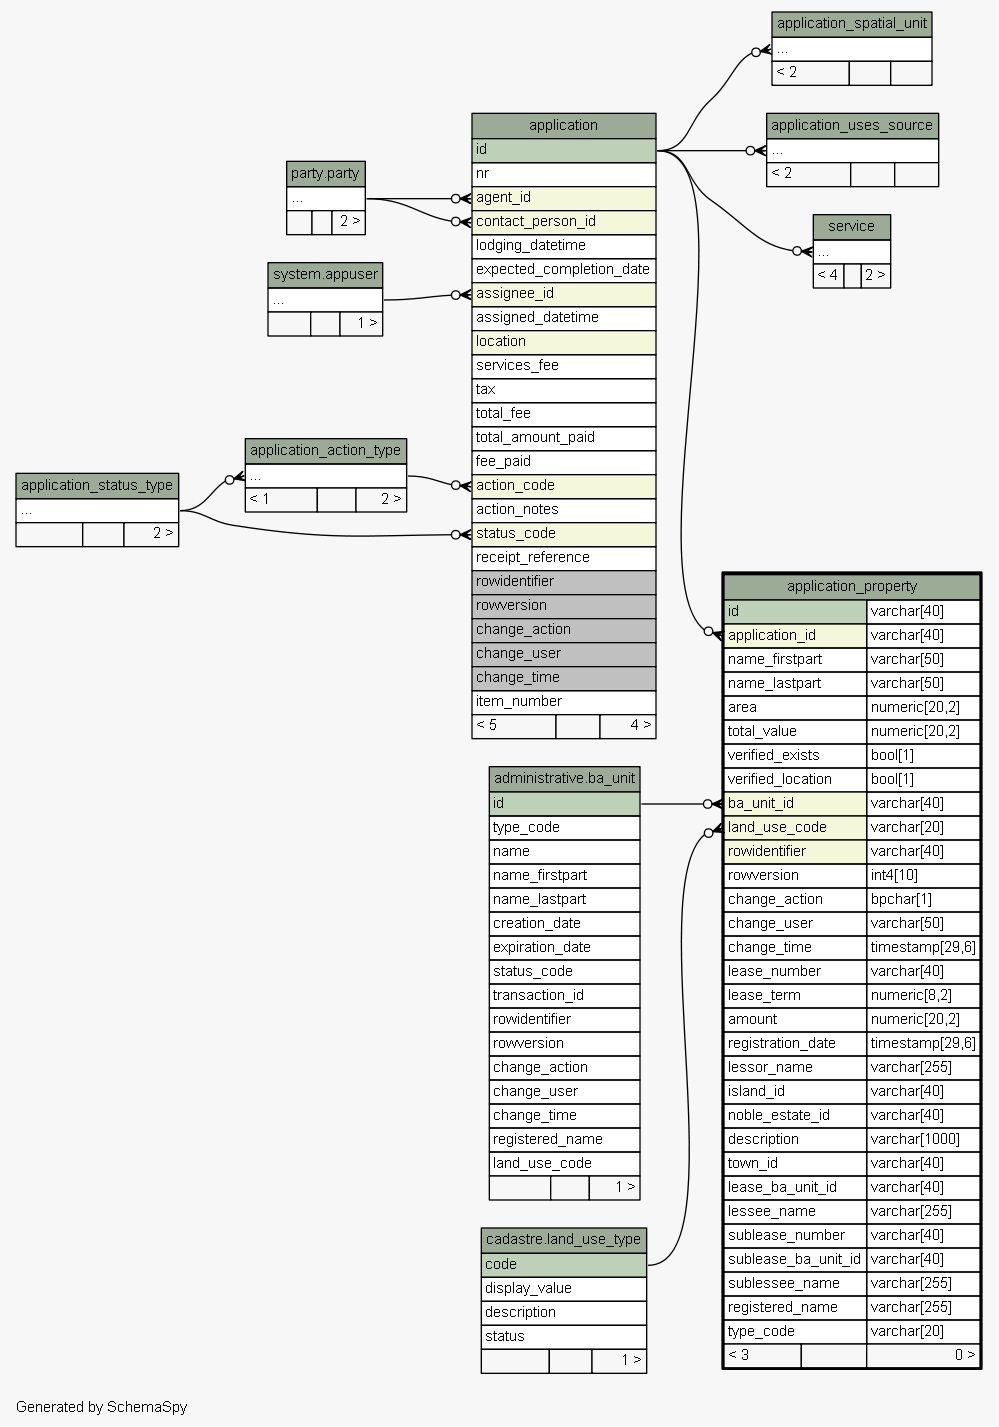 application_spatial_unit
...
< 2
application_uses_source
...
< 2
service
...
< 4 2 >
application
id
nr
agent_id
contact_person_id
lodging_datetime
expected_completion_date
assignee_id
assigned_datetime
location
services_fee
tax
total_fee
total_amount_paid
fee_paid
action_code
action_notes
status_code
receipt_reference
rowidentifier
rowversion
change_action
change_user
change_time
item_number
< 5 4 >
party.party
...
2 >
system.appuser
...
1 >
application_action_type
...
< 1 2 >
application_status_type
...
2 >
application_property
id varchar[40]
application_id varchar[40]
name_firstpart varchar[50]
name_lastpart varchar[50]
area numeric[20,2]
total_value numeric[20,2]
verified_exists bool[1]
verified_location bool[1]
ba_unit_id varchar[40]
land_use_code varchar[20]
rowidentifier varchar[40]
rowversion int4[10]
change_action bpchar[1]
change_user varchar[50]
change_time timestamp[29,6]
lease_number varchar[40]
lease_term numeric[8,2]
amount numeric[20,2]
registration_date timestamp[29,6]
lessor_name varchar[255]
island_id varchar[40]
noble_estate_id varchar[40]
description varchar[1000]
town_id varchar[40]
lease_ba_unit_id varchar[40]
lessee_name varchar[255]
sublease_number varchar[40]
sublease_ba_unit_id varchar[40]
sublessee_name varchar[255]
registered_name varchar[255]
type_code varchar[20]
< 3 0 >
administrative.ba_unit
id
type_code
name
name_firstpart
name_lastpart
creation_date
expiration_date
status_code
transaction_id
rowidentifier
rowversion
change_action
change_user
change_time
registered_name
land_use_code
1 >
cadastre.land_use_type
code
display_value
description
status
1 >
Generated by SchemaSpy